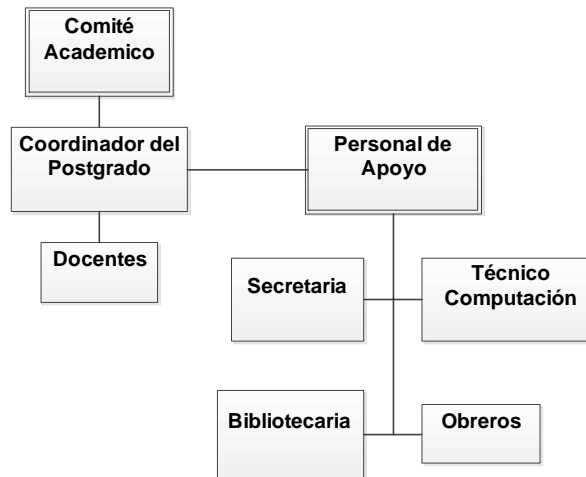 Comité
Academico
Coordinador del
Postgrado
Personal de
Apoyo
Docentes
Secretaria
Técnico
Computación
Bibliotecaria
Obreros